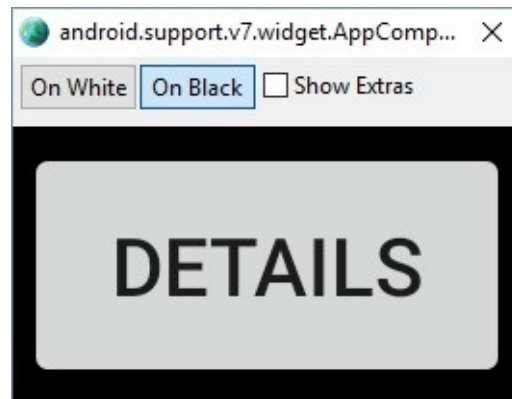 android.support.v7.widget.AppComp...
On White On Black Show Extras
DETAILS